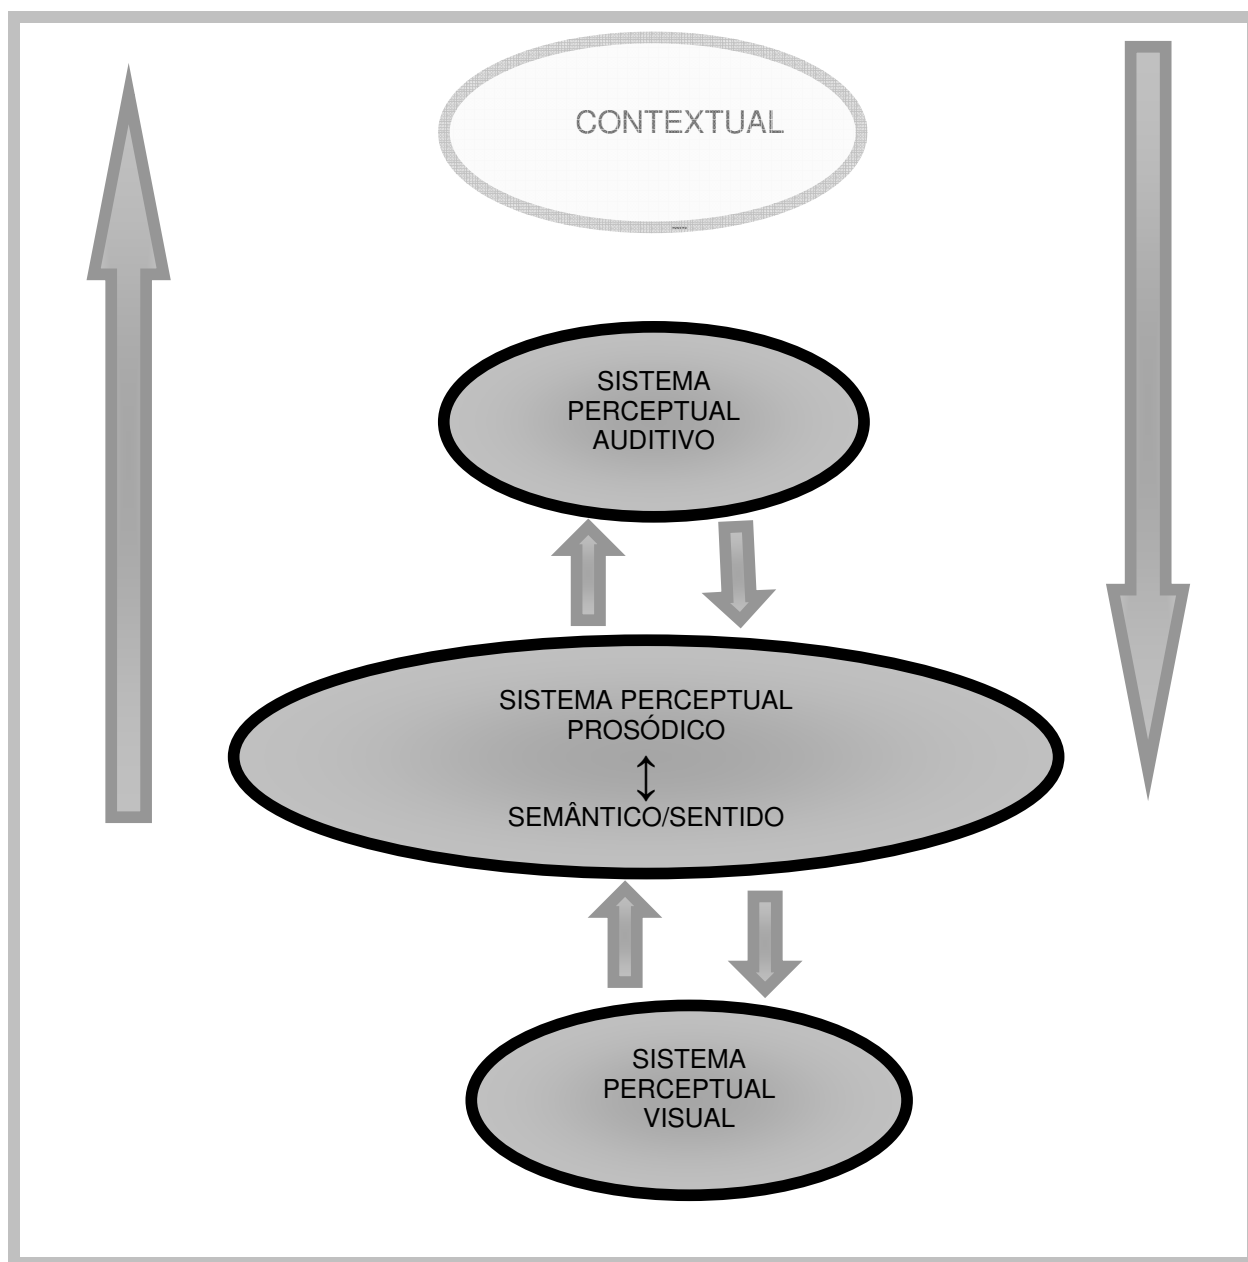 CONTEXTUAL
SISTEMA
PERCEPTUAL
AUDITIVO
SISTEMA PERCEPTUAL
PROSÓDICO
SEMÂNTICO/SENTIDO
SISTEMA
PERCEPTUAL
VISUAL